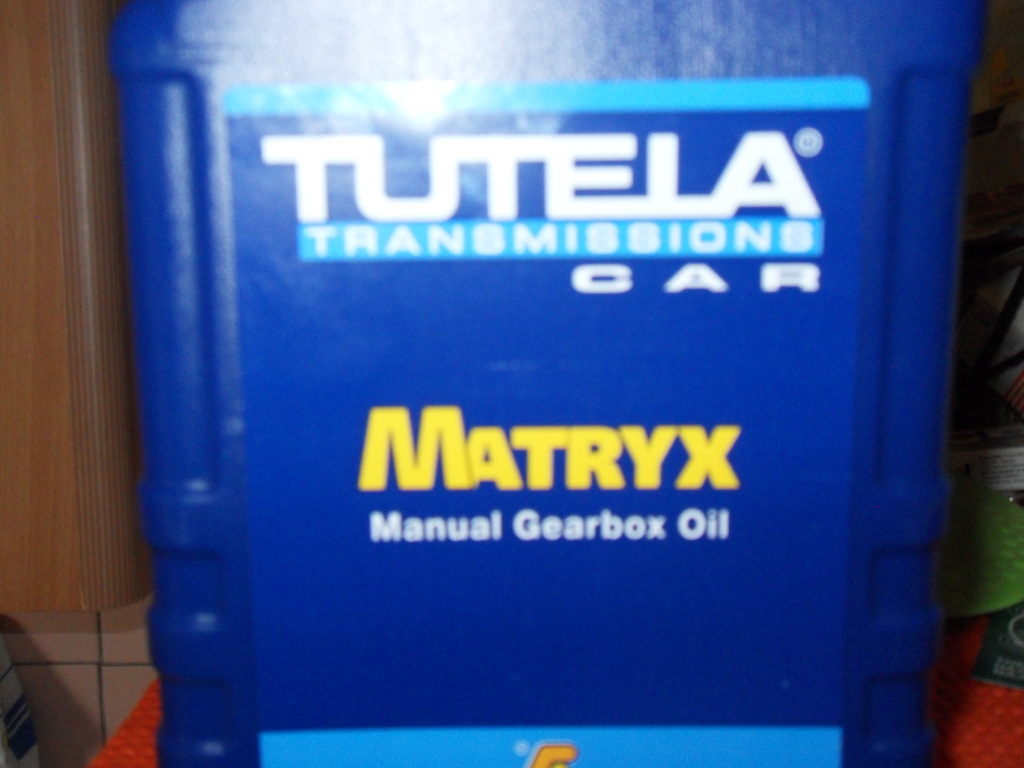 TUTELA®
TRANSMISSIONS
CAR
MATRYX
Manual Gearbox Oil